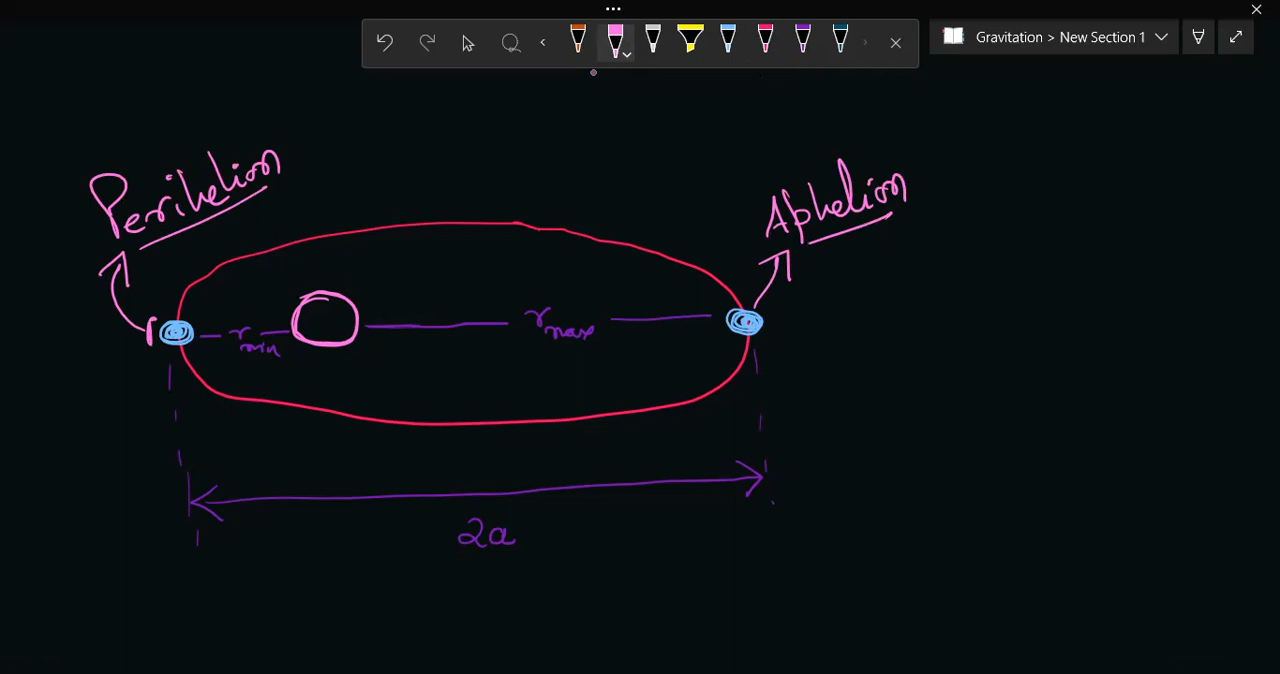 Gravitation > New Section 1
Perihelion
Aphelion
r min
r max
2a